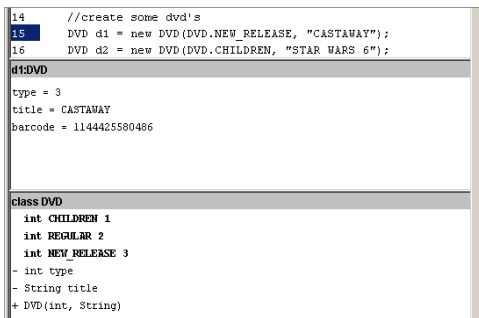 14 //create some dvd's
15 DVD d1 = new DVD(DVD.NEW_RELEASE, "CASTAWAY");
16 DVD d2 = new DVD(DVD.CHILDREN, "STAR WARS 6");
d1:DVD
type = 3
title = CASTAWAY
barcode = 1144425580486
class DVD
int CHILDREN 1
int REGULAR 2
int NEW_RELEASE 3
- int type
- String title
+ DVD(int, String)